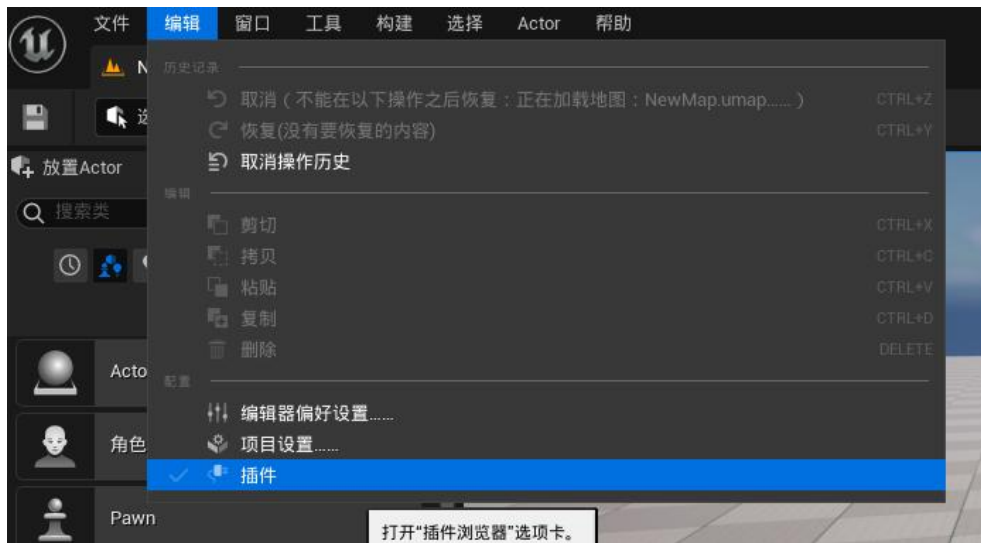 文件 编辑 窗口 工具 构建 选择 Actor 帮助
N
历史记录
取消 ( 不能在以下操作之后恢复：正在加载地图：NewMap.umap…… ) CTRL+Z
选
恢复(没有要恢复的内容) CTRL+Y
放置Actor
取消操作历史
编辑
搜索类
剪切 CTRL+X
拷贝 CTRL+C
粘贴 CTRL+V
复制 CTRL+D
删除 DELETE
Acto
配置
编辑器偏好设置……
角色
项目设置……
插件
Pawn
打开“插件浏览器”选项卡。